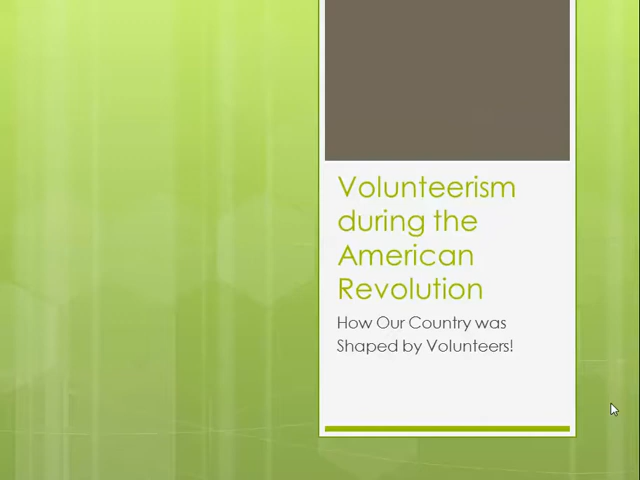 Volunteerism
during the
American
Revolution
How Our Country was
Shaped by Volunteers!